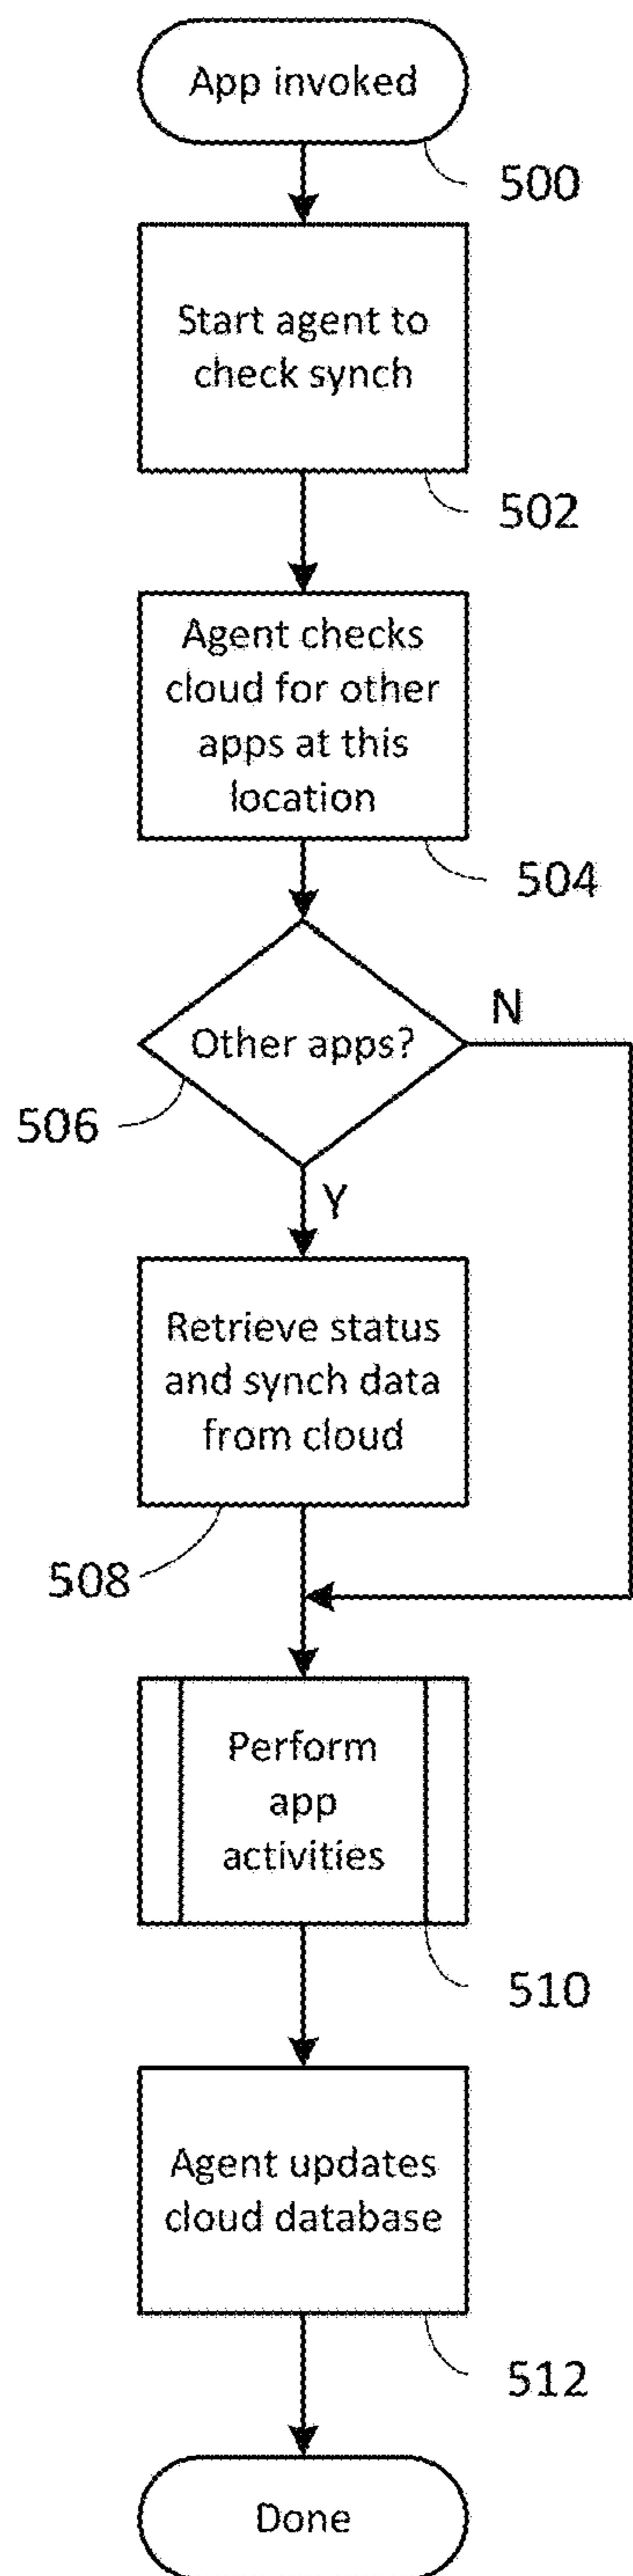 App invoked
500
Start agent to
check synch
502
Agent checks
cloud for other
apps at this
location
504
Other apps?
N
506
Y
Retrieve status
and synch data
from cloud
508
Perform
app
activities
510
Agent updates
cloud database
512
Done